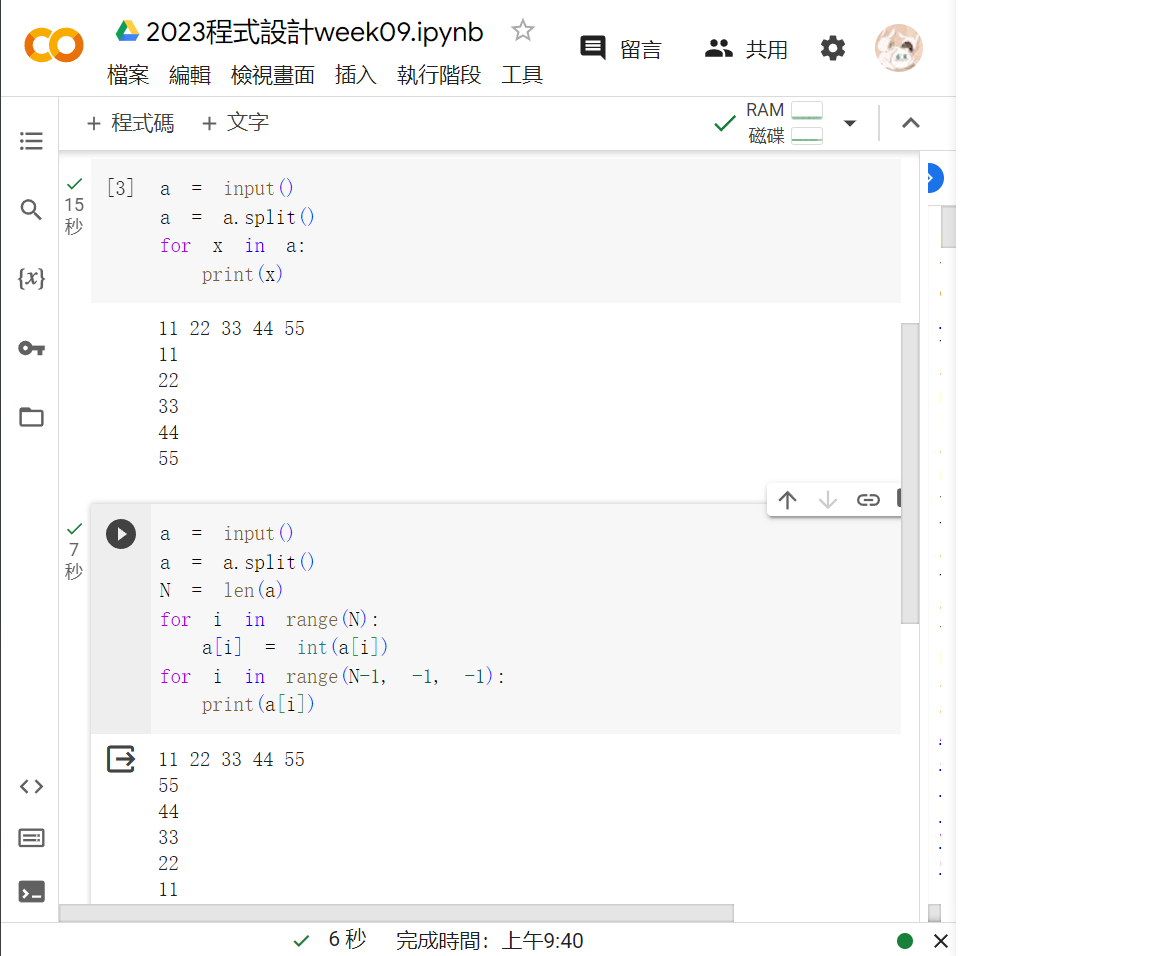 2023程式設計week09.ipynb
留言
共用
檔案 編輯 檢視畫面 插入 執行階段 工具
+ 程式碼 + 文字
RAM
磁碟
15
秒
[3]
a = input()
a = a.split()
for x in a:
    print(x)
11 22 33 44 55
11
22
33
44
55
7
秒
a = input()
a = a.split()
N = len(a)
for i in range(N):
    a[i] = int(a[i])
for i in range(N-1, -1, -1):
    print(a[i])
11 22 33 44 55
55
44
33
22
11
6 秒 完成時間：上午9:40